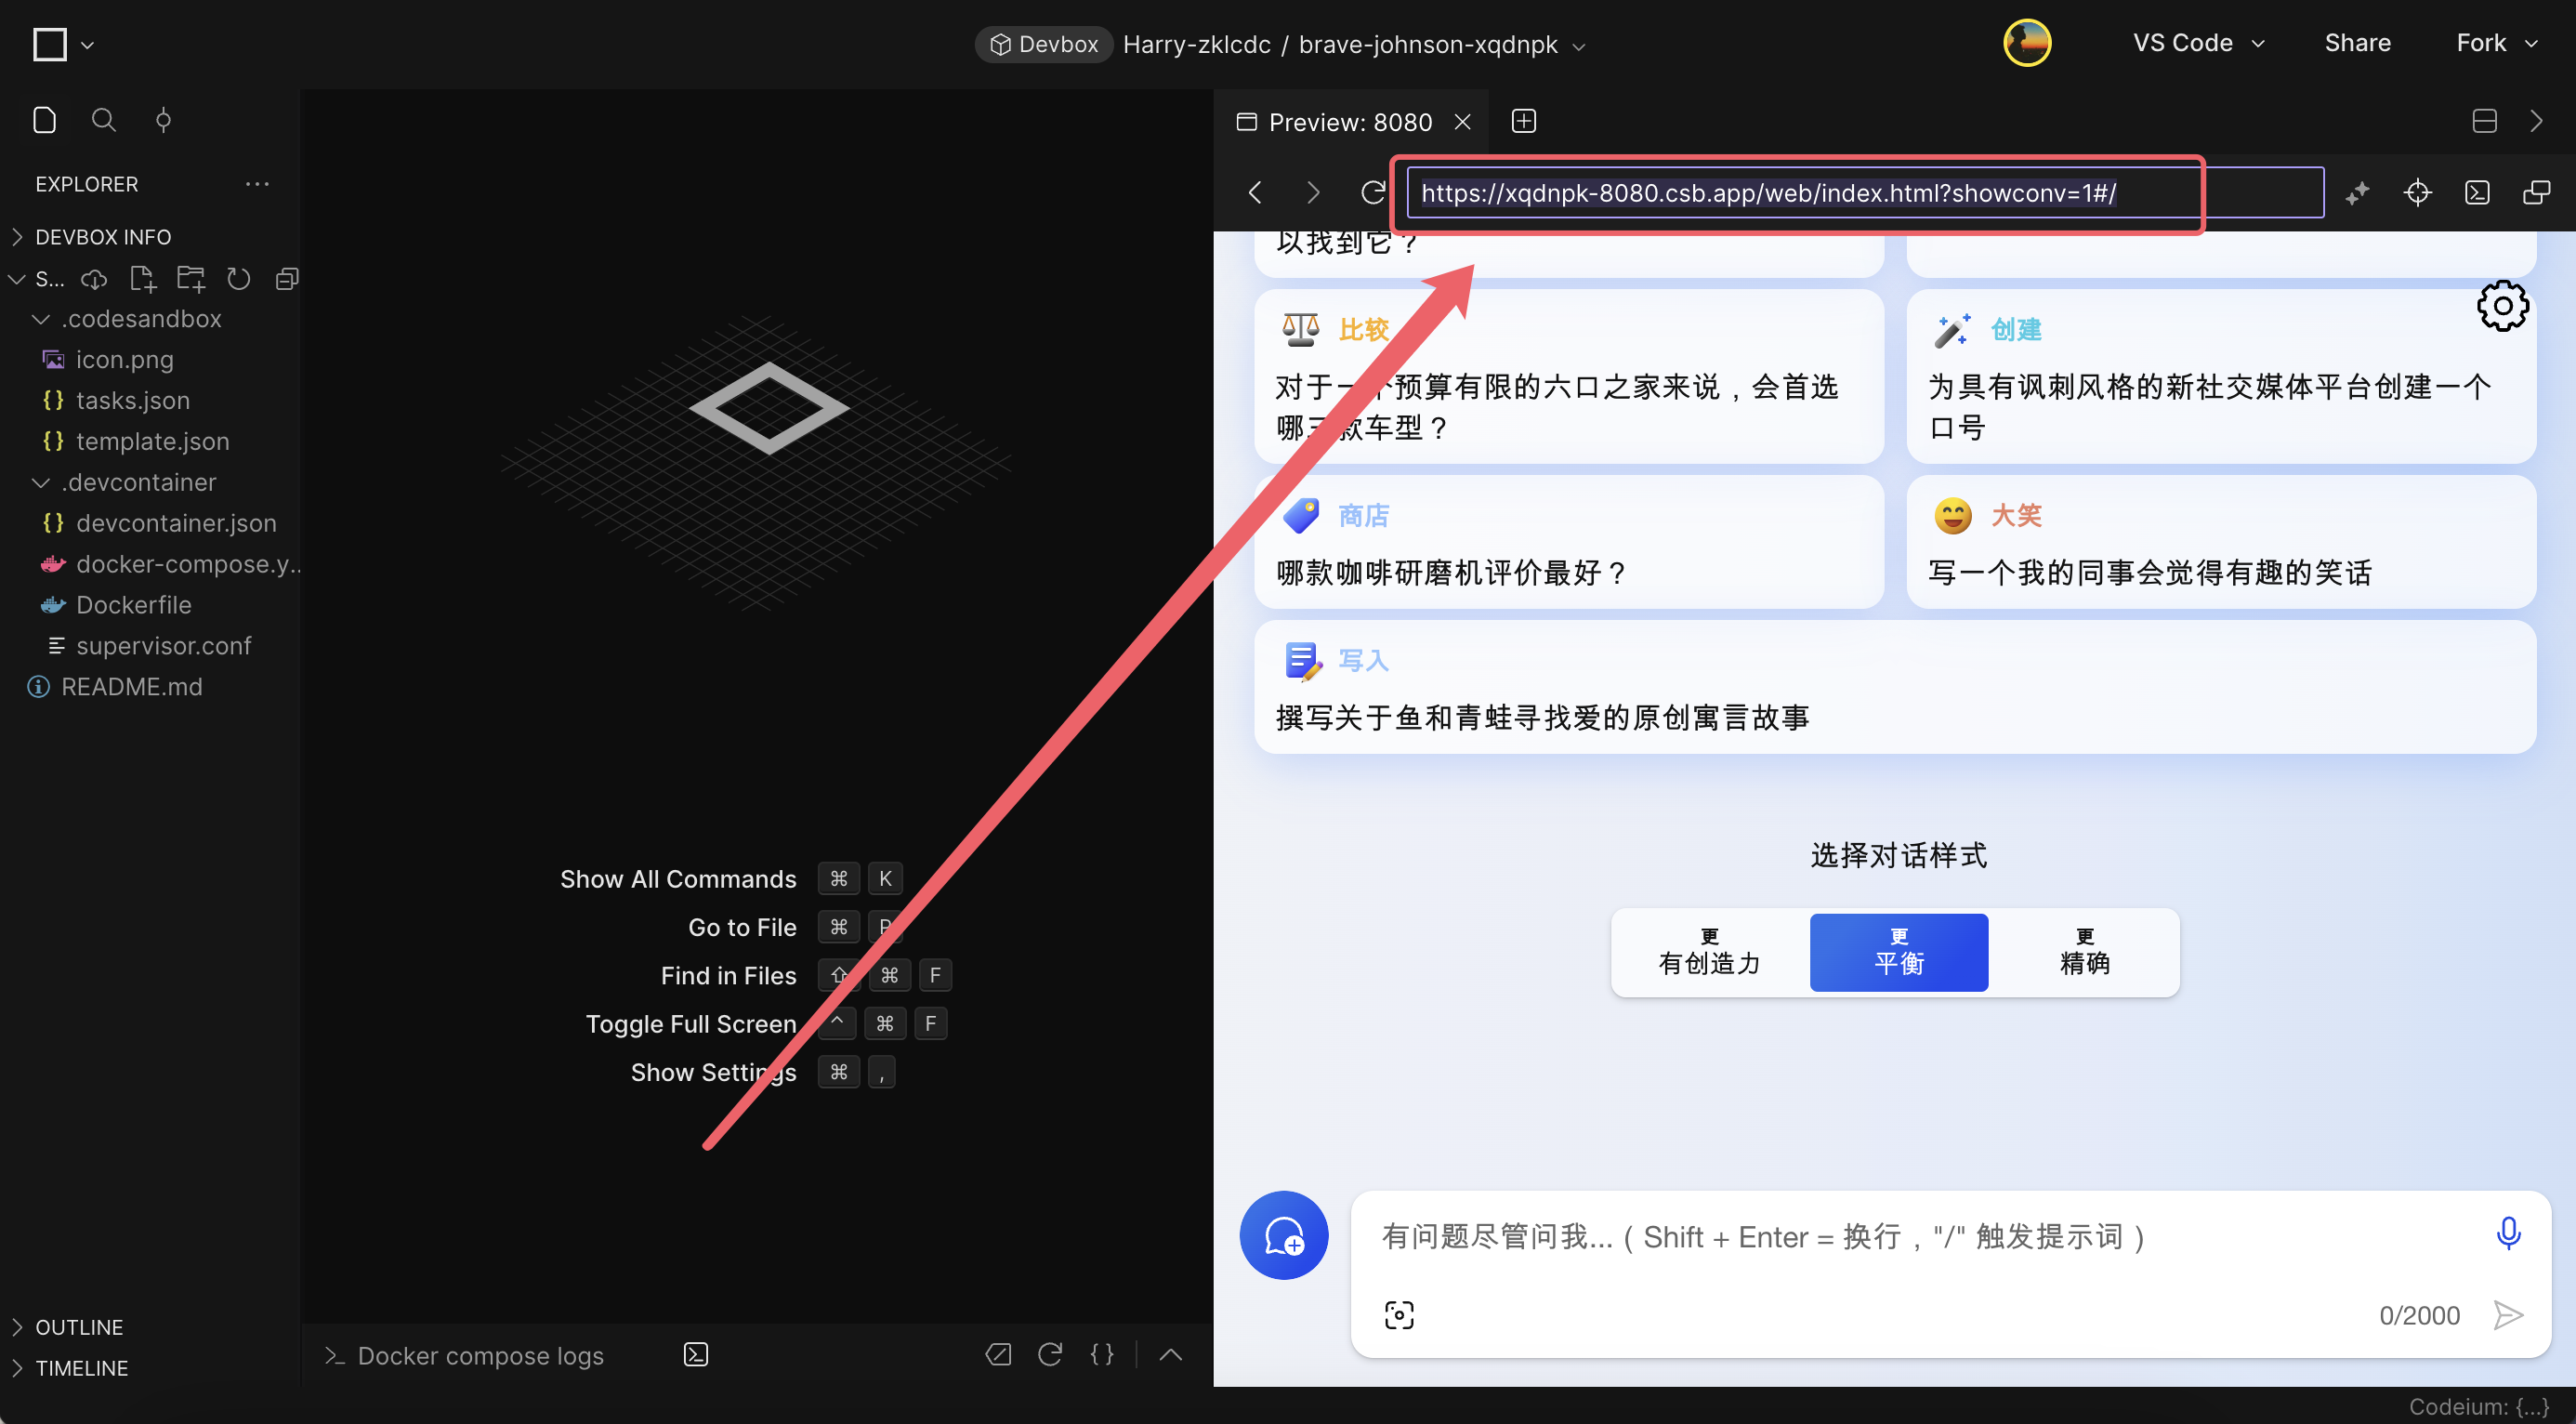 Devbox Harry-zklcdc / brave-johnson-xqdnpk
VS Code
Share
Fork
EXPLORER
DEVBOX INFO
S...
.codesandbox
icon.png
tasks.json
template.json
.devcontainer
devcontainer.json
docker-compose.y..
Dockerfile
supervisor.conf
README.md
OUTLINE
TIMELINE
Show All Commands ⌘ K
Go to File ⌘ P
Find in Files ⇧ ⌘ F
Toggle Full Screen ^ ⌘ F
Show Settings ⌘ ,
Docker compose logs
Preview: 8080
https://xqdnpk-8080.csb.app/web/index.html?showconv=1#/
以找到它？
比较
对于一个预算有限的六口之家来说，会首选
哪三款车型？
创建
为具有讽刺风格的新社交媒体平台创建一个
口号
商店
哪款咖啡研磨机评价最好？
大笑
写一个我的同事会觉得有趣的笑话
写入
撰写关于鱼和青蛙寻找爱的原创寓言故事
选择对话样式
更
有创造力
更
平衡
更
精确
有问题尽管问我...（Shift + Enter = 换行，"/" 触发提示词）
0/2000
Codeium: {...}